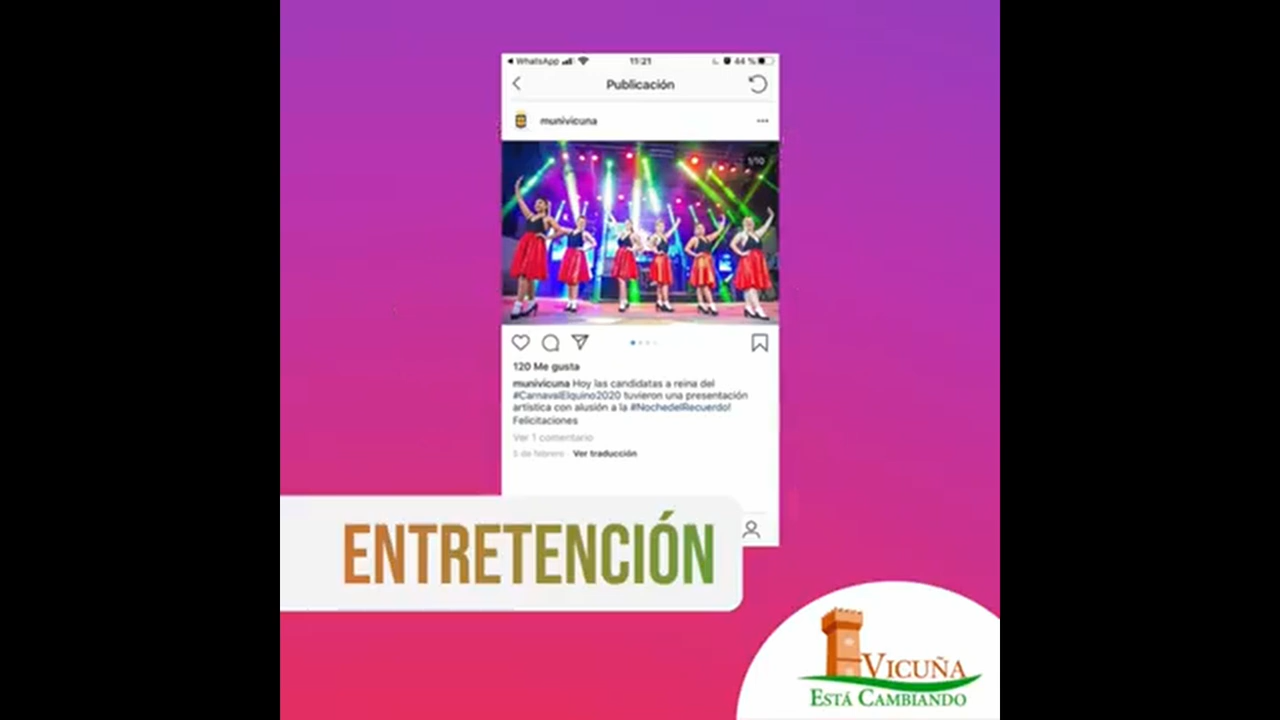 WhatsApp
11:21
44 %
Publicación
munivicuna
1/10
120 Me gusta
munivicuna Hoy las candidatas a reina del
#CarnavalElquino2020 tuvieron una presentación
artística con alusión a la #NochedelRecuerdo!
Felicitaciones
Ver 1 comentario
5 de febrero · Ver traducción
ENTRETENCIÓN
VICUÑA
ESTÁ CAMBIANDO